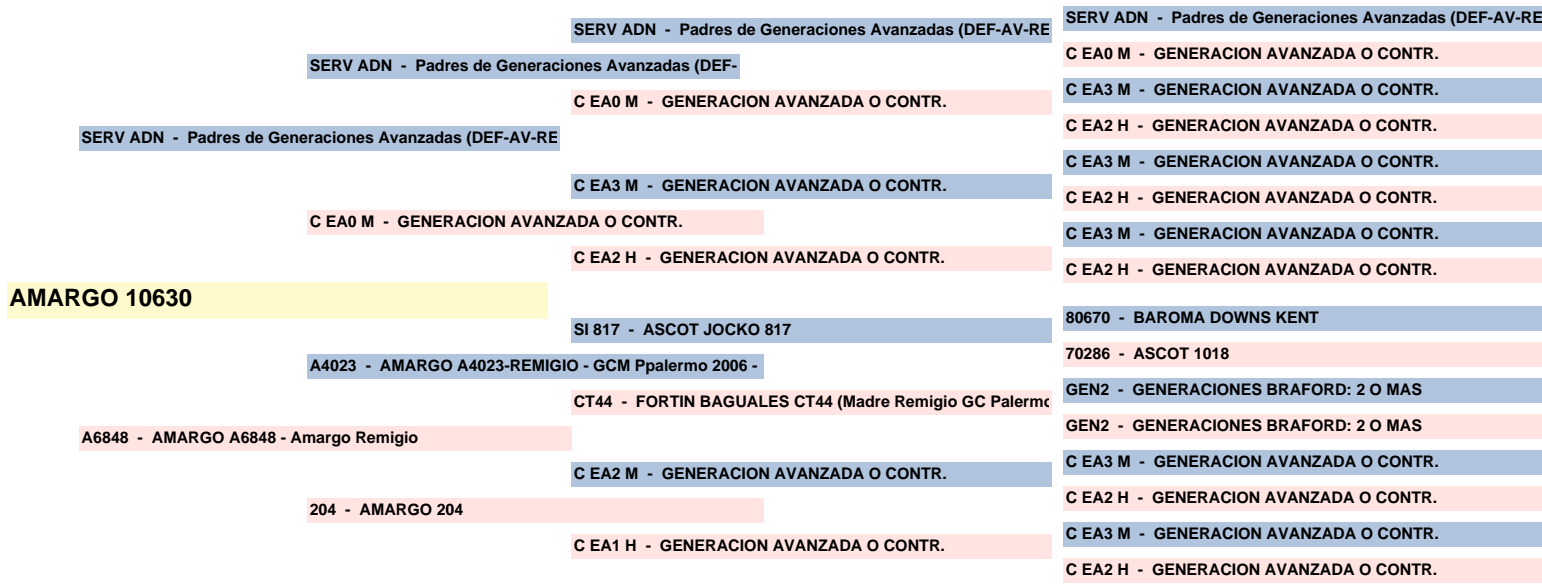 SERV ADN - Padres de Generaciones Avanzadas (DEF-AV-RE
SERV ADN - Padres de Generaciones Avanzadas (DEF-AV-RE
C EA0 M - GENERACION AVANZADA O CONTR.
SERV ADN - Padres de Generaciones Avanzadas (DEF-
C EA3 M - GENERACION AVANZADA O CONTR.
C EA0 M - GENERACION AVANZADA O CONTR.
C EA2 H - GENERACION AVANZADA O CONTR.
SERV ADN - Padres de Generaciones Avanzadas (DEF-AV-RE
C EA3 M - GENERACION AVANZADA O CONTR.
C EA3 M - GENERACION AVANZADA O CONTR.
C EA2 H - GENERACION AVANZADA O CONTR.
C EA0 M - GENERACION AVANZADA O CONTR.
C EA3 M - GENERACION AVANZADA O CONTR.
C EA2 H - GENERACION AVANZADA O CONTR.
C EA2 H - GENERACION AVANZADA O CONTR.
AMARGO 10630
80670 - BAROMA DOWNS KENT
SI 817 - ASCOT JOCKO 817
70286 - ASCOT 1018
A4023 - AMARGO A4023-REMIGIO - GCM Ppalermo 2006 -
GEN2 - GENERACIONES BRAFORD: 2 O MAS
CT44 - FORTIN BAGUALES CT44 (Madre Remigio GC Palermo
GEN2 - GENERACIONES BRAFORD: 2 O MAS
A6848 - AMARGO A6848 - Amargo Remigio
C EA3 M - GENERACION AVANZADA O CONTR.
C EA2 M - GENERACION AVANZADA O CONTR.
C EA2 H - GENERACION AVANZADA O CONTR.
204 - AMARGO 204
C EA3 M - GENERACION AVANZADA O CONTR.
C EA1 H - GENERACION AVANZADA O CONTR.
C EA2 H - GENERACION AVANZADA O CONTR.